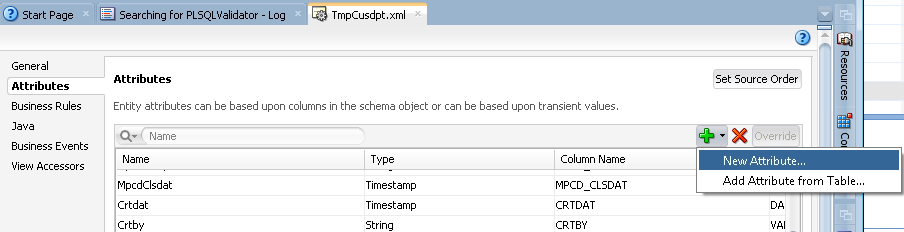 Start Page
Searching for PLSQLValidator - Log
TmpCusdpt.xml
General
Attributes
Business Rules
Java
Business Events
View Accessors
Attributes
Set Source Order
Entity attributes can be based upon columns in the schema object or can be based upon transient values.
Name
Override
New Attribute...
Add Attribute from Table...
Name Type Column Name
MpcdClsdat Timestamp MPCD_CLSDAT
Crtdat Timestamp CRTDAT DA
Crtby String CRTBY VAI
Resources